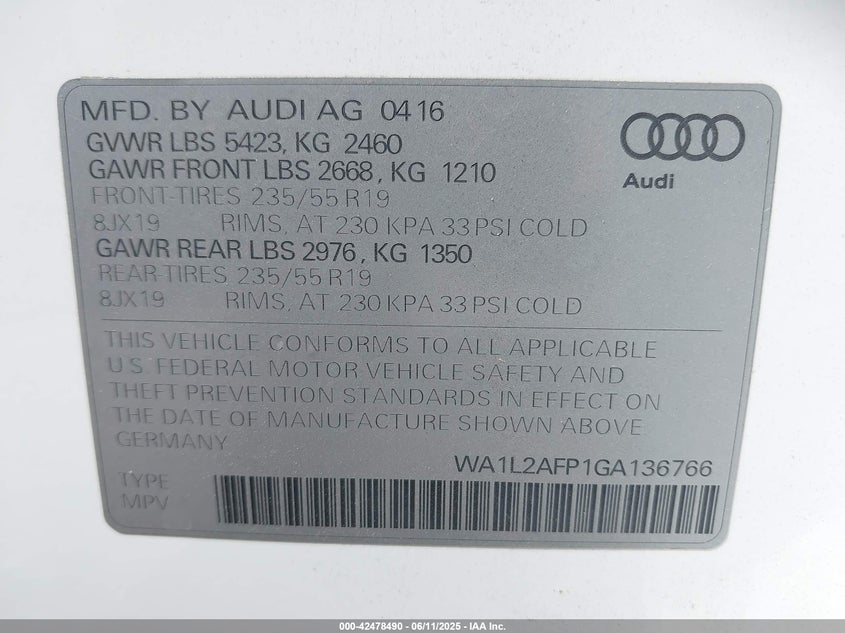 MFD. BY AUDI AG 04 16
GVWR LBS 5423, KG 2460
GAWR FRONT LBS 2668, KG 1210
FRONT-TIRES 235/55 R19
8JX19 RIMS, AT 230 KPA 33 PSI COLD
GAWR REAR LBS 2976, KG 1350
REAR-TIRES 235/55 R19
8JX19 RIMS, AT 230 KPA 33 PSI COLD
Audi
THIS VEHICLE CONFORMS TO ALL APPLICABLE
U.S. FEDERAL MOTOR VEHICLE SAFETY AND
THEFT PREVENTION STANDARDS IN EFFECT ON
THE DATE OF MANUFACTURE SHOWN ABOVE
GERMANY
WA1L2AFP1GA136766
TYPE
MPV
000-42478490 - 06/11/2025 - IAA Inc.